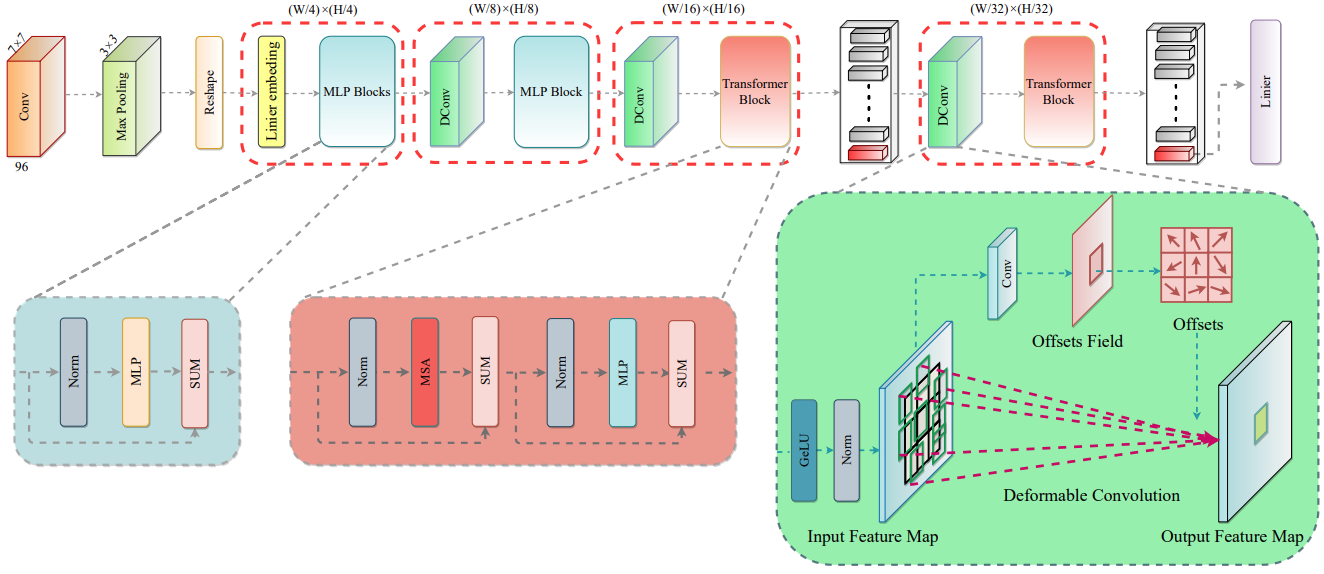 (W/4)×(H/4)
(W/8)×(H/8)
(W/16)×(H/16)
(W/32)×(H/32)
7×7
Conv
96
3×3
Max Pooling
Reshape
Linier embeding
MLP Blocks
DConv
MLP Block
DConv
Transformer
Block
DConv
Transformer
Block
Linier
Norm
MLP
SUM
Norm
MSA
SUM
Norm
MLP
SUM
Conv
Offsets Field
Offsets
GeLU
Norm
Deformable Convolution
Input Feature Map
Output Feature Map